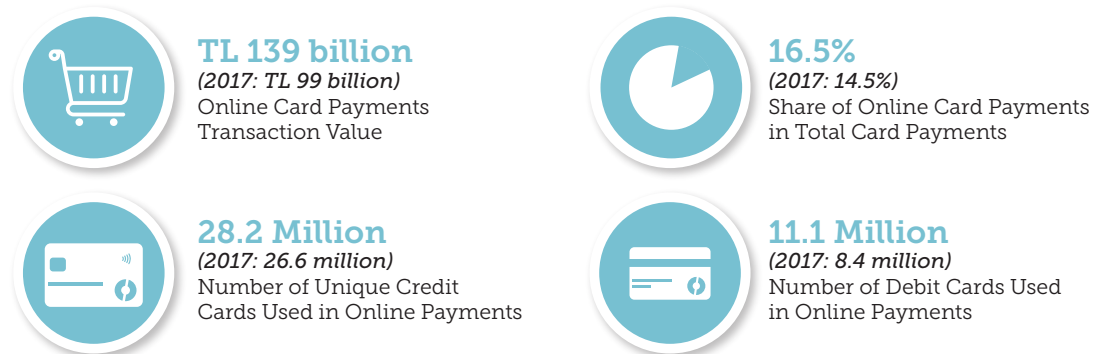 TL 139 billion
(2017: TL 99 billion)
Online Card Payments
Transaction Value
16.5%
(2017: 14.5%)
Share of Online Card Payments
in Total Card Payments
28.2 Million
(2017: 26.6 million)
Number of Unique Credit
Cards Used in Online Payments
11.1 Million
(2017: 8.4 million)
Number of Debit Cards Used
in Online Payments